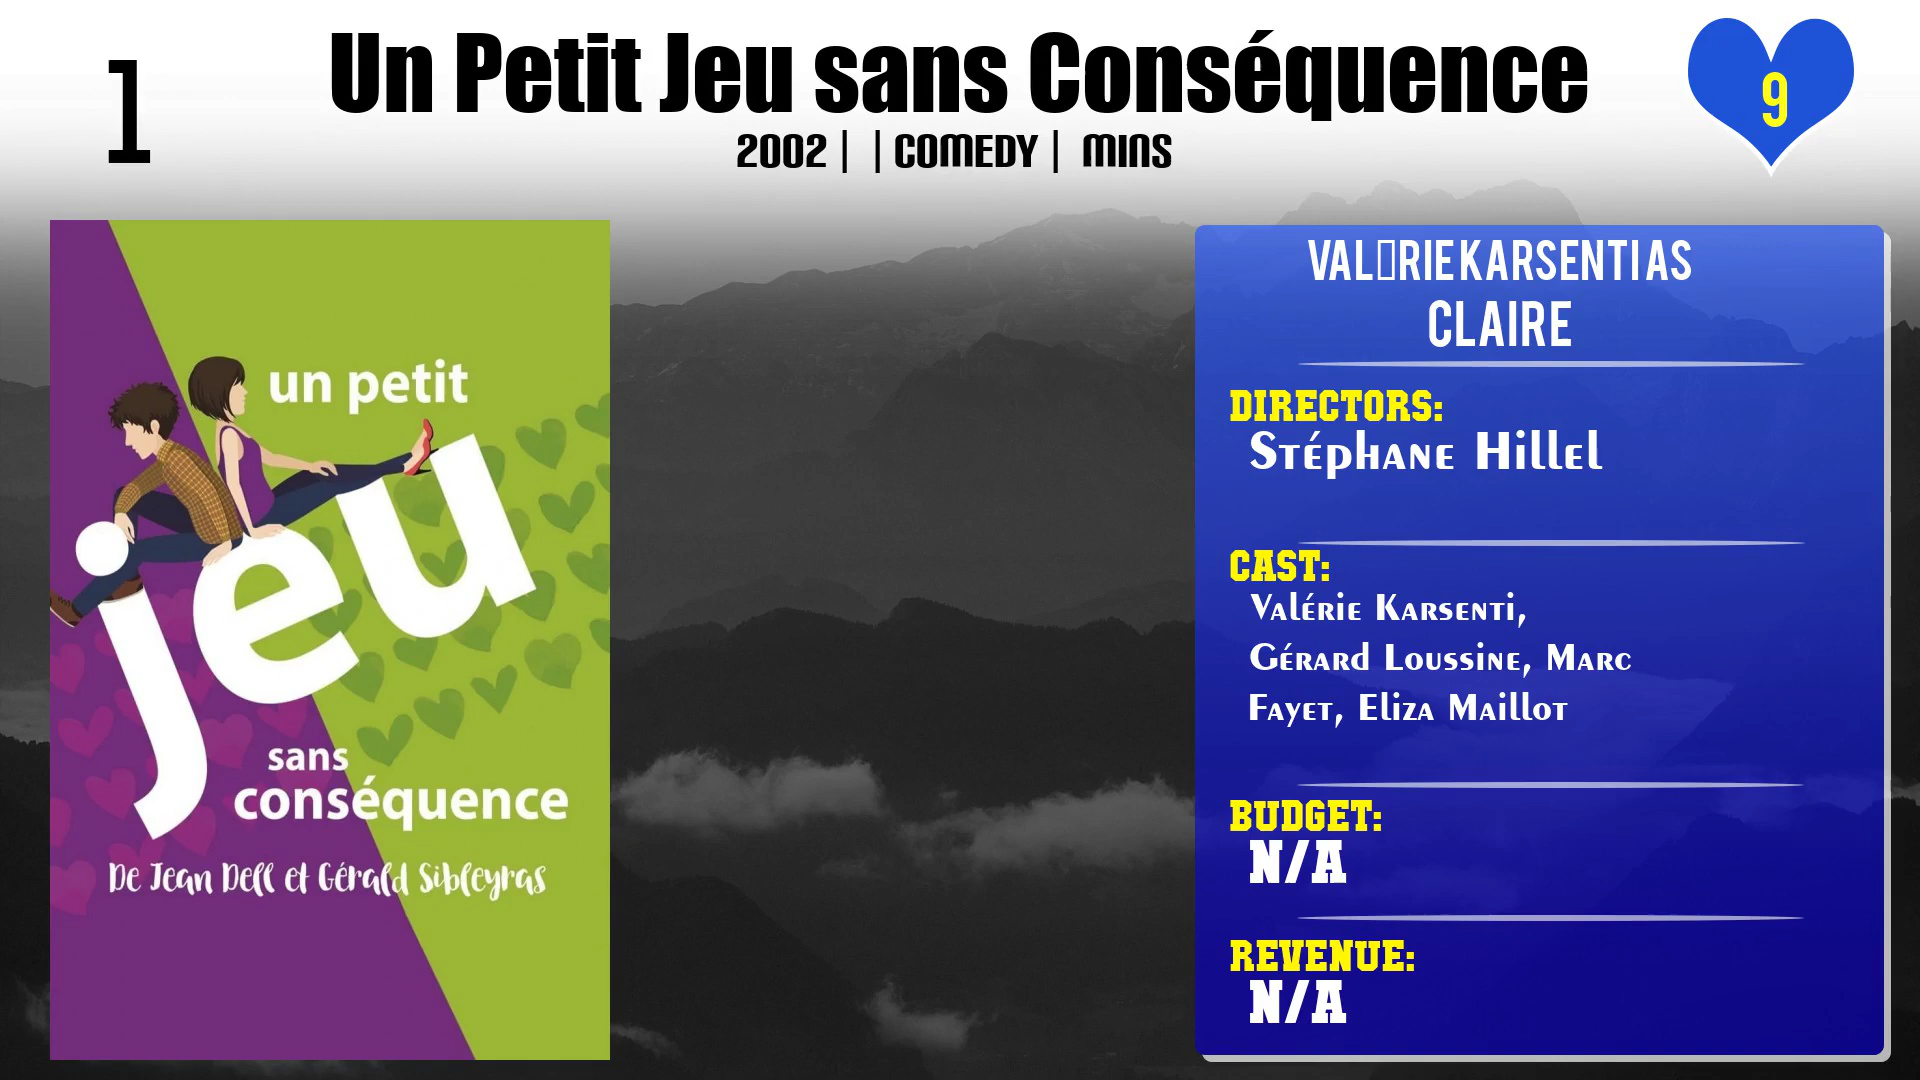 1
Un Petit Jeu sans Conséquence
9
2002 | | COMEDY | MINS
un petit
jeu
sans
conséquence
De Jean Dell et Gérald Sibleyras
VAL▯RIE KARSENTI AS
CLAIRE
DIRECTORS:
Stéphane Hillel
CAST:
Valérie Karsenti,
Gérard Loussine, Marc
Fayet, Eliza Maillot
BUDGET:
N/A
REVENUE:
N/A